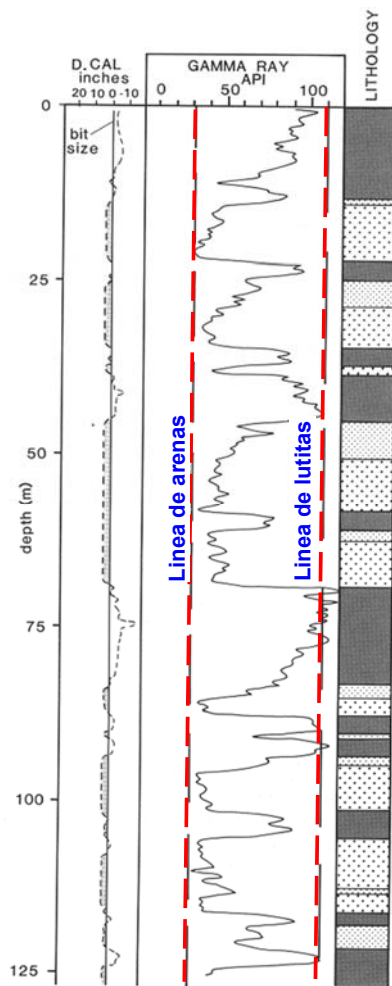 D. CAL
inches
20 10 0 -10
GAMMA RAY
API
0 50 100
LITHOLOGY
bit
size
0
25
50
75
100
125
depth (m)
Linea de arenas
Linea de lutitas